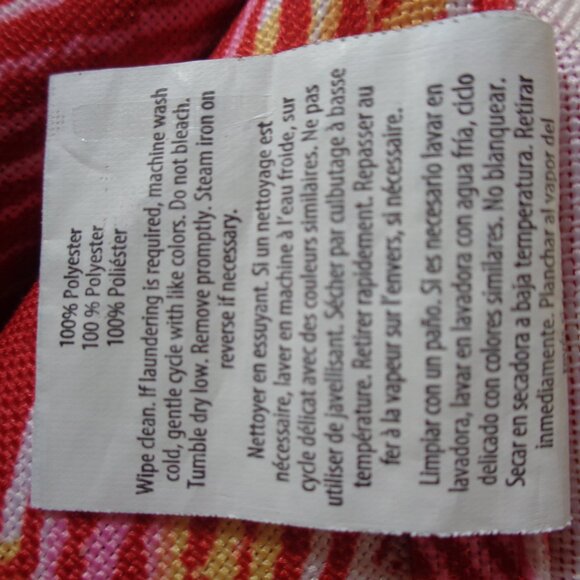 100% Polyester
100 % Polyester
100% Poliéster
Wipe clean. If laundering is required, machine wash
cold, gentle cycle with like colors. Do not bleach.
Tumble dry low. Remove promptly. Steam iron on
reverse if necessary.
Nettoyer en essuyant. Si un nettoyage est
nécessaire, laver en machine à l'eau froide, sur
cycle délicat avec des couleurs similaires. Ne pas
utiliser de javellisant. Sécher par culbutage à basse
température. Retirer rapidement. Repasser au
fer à la vapeur sur l'envers, si nécessaire.
Limpiar con un paño. Si es necesario lavar en
lavadora, lavar en lavadora con agua fría, ciclo
delicado con colores similares. No blanquear.
Secar en secadora a baja temperatura. Retirar
inmediamente. Planchar al vapor del